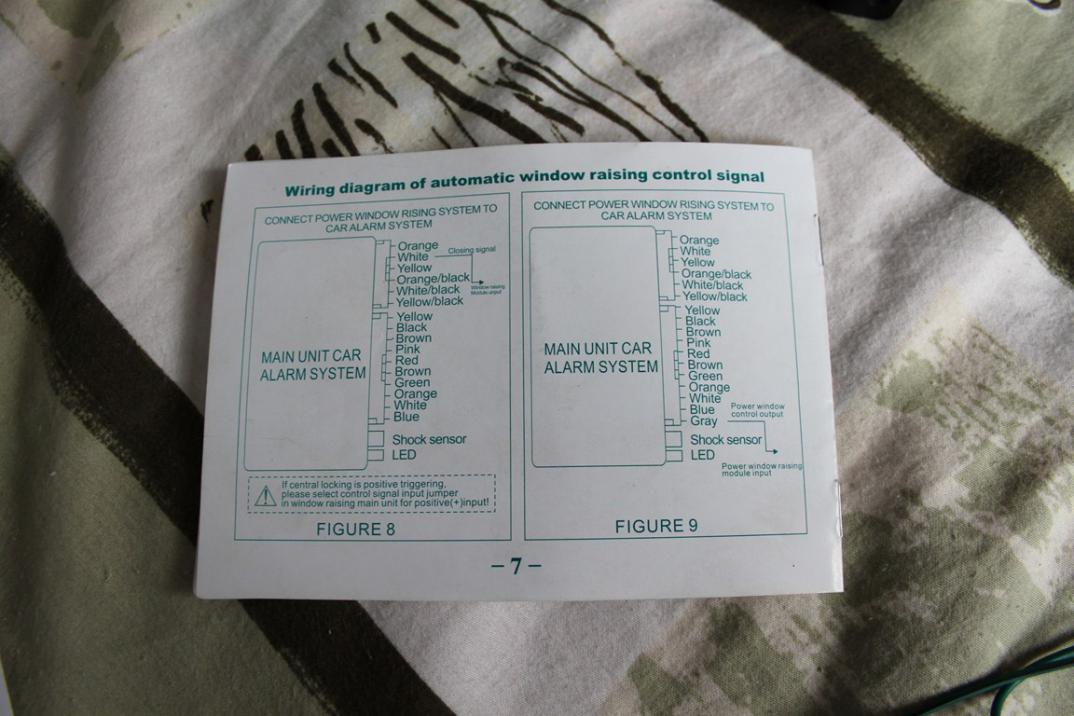 Wiring diagram of automatic window raising control signal
CONNECT POWER WINDOW RISING SYSTEM TO
CAR ALARM SYSTEM
Orange
White
Closing signal
Yellow
Orange/black
White/black
Window raising
Module unput
Yellow/black
Yellow
Black
Brown
Pink
Red
Brown
Green
Orange
White
Blue
MAIN UNIT CAR
ALARM SYSTEM
Shock sensor
LED
If central locking is positive triggering,
please select control signal input jumper
in window raising main unit for positive(+)input!
FIGURE 8
CONNECT POWER WINDOW RISING SYSTEM TO
CAR ALARM SYSTEM
Orange
White
Yellow
Orange/black
White/black
Yellow/black
Yellow
Black
Brown
Pink
Red
Brown
Green
Orange
White
Blue
Gray
MAIN UNIT CAR
ALARM SYSTEM
Power window
control output
Shock sensor
LED
Power window raising
module input
FIGURE 9
– 7 –